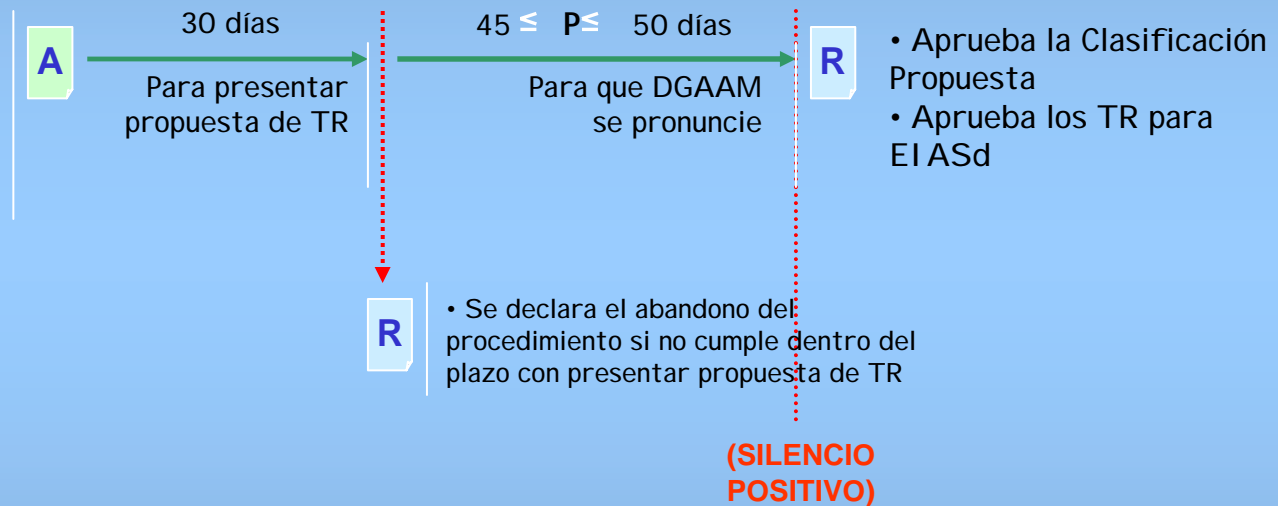 30 días
45 ≤ P≤ 50 días
A
Para presentar
propuesta de TR
Para que DGAAM
se pronuncie
R
• Aprueba la Clasificación
Propuesta
• Aprueba los TR para
EIASd
R
• Se declara el abandono del
procedimiento si no cumple dentro del
plazo con presentar propuesta de TR
(SILENCIO
POSITIVO)